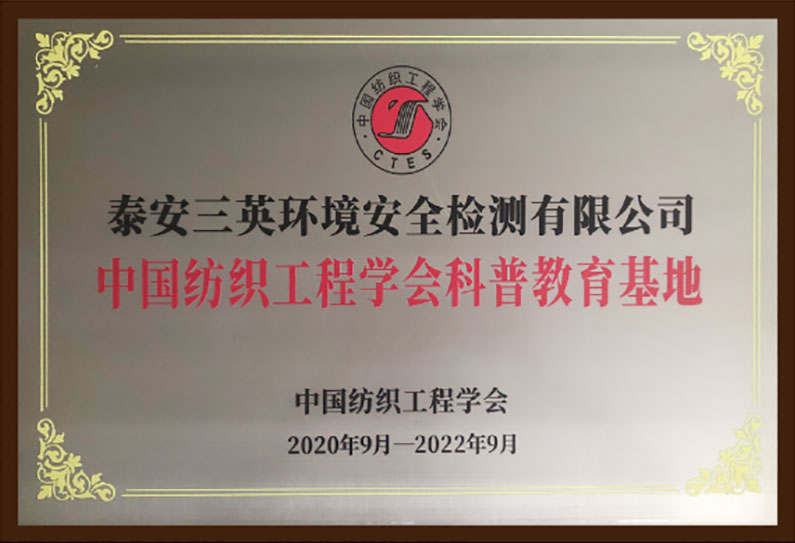 中国纺织工程学会
CTES
泰安三英环境安全检测有限公司
中国纺织工程学会科普教育基地
中国纺织工程学会
2020年9月—2022年9月